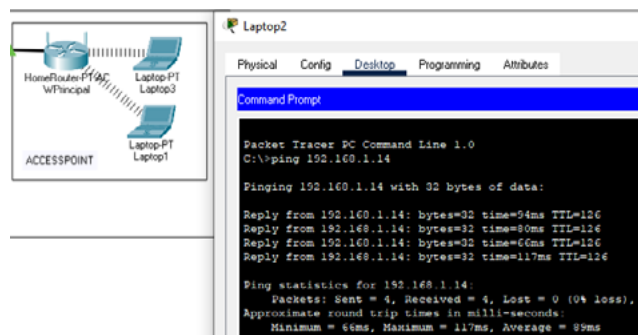 Laptop2
Physical Config Desktop Programming Attributes
Command Prompt
HomeRouter-PT-AC
WPrincipal
Laptop-PT
Laptop3
Laptop-PT
Laptop1
ACCESSPOINT
Packet Tracer PC Command Line 1.0
C:\>ping 192.168.1.14
Pinging 192.168.1.14 with 32 bytes of data:
Reply from 192.168.1.14: bytes=32 time=94ms TTL=126
Reply from 192.168.1.14: bytes=32 time=80ms TTL=126
Reply from 192.168.1.14: bytes=32 time=66ms TTL=126
Reply from 192.168.1.14: bytes=32 time=117ms TTL=126
Ping statistics for 192.168.1.14:
Packets: Sent = 4, Received = 4, Lost = 0 (0% loss),
Approximate round trip times in milli-seconds:
Minimum = 66ms, Maximum = 117ms, Average = 89ms